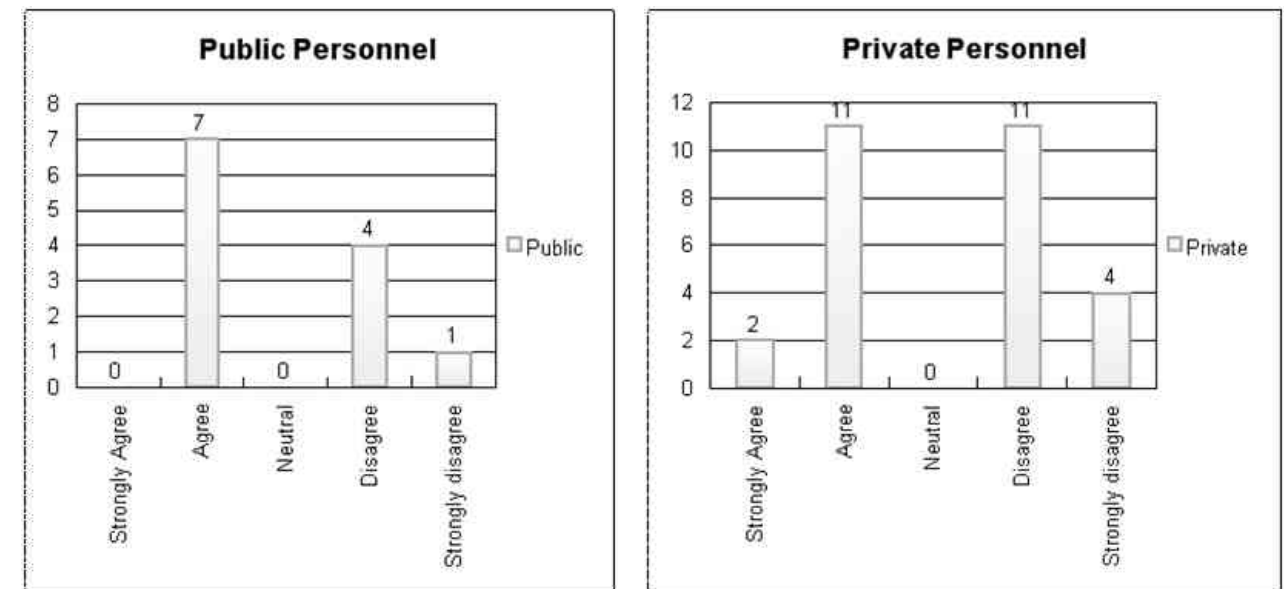 Public Personnel
8
7
6
5
4
3
2
1
0
0
7
0
4
1
Strongly Agree
Agree
Neutral
Disagree
Strongly disagree
Public
Private Personnel
12
10
8
6
4
2
0
2
11
0
11
4
Strongly Agree
Agree
Neutral
Disagree
Strongly disagree
Private